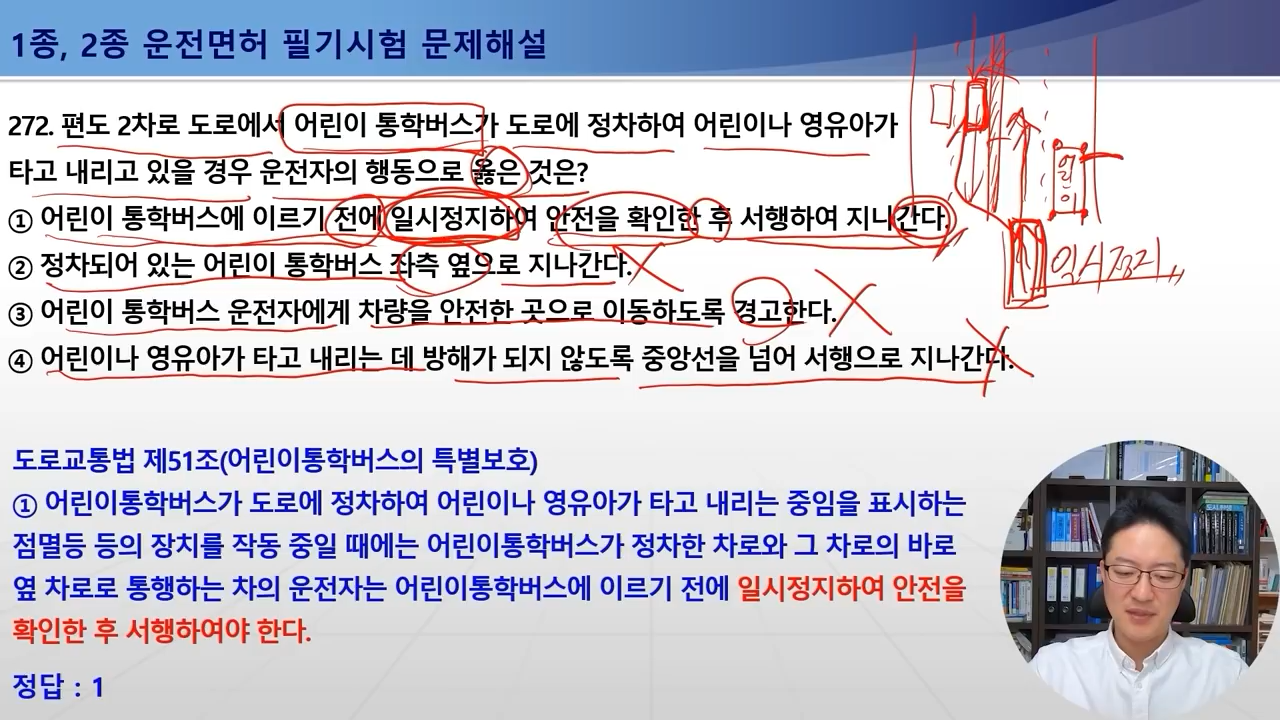 1종, 2종 운전면허 필기시험 문제해설
272. 편도 2차로 도로에서 어린이 통학버스가 도로에 정차하여 어린이나 영유아가
타고 내리고 있을 경우 운전자의 행동으로 옳은 것은?
① 어린이 통학버스에 이르기 전에 일시정지하여 안전을 확인한 후 서행하여 지나간다.
② 정차되어 있는 어린이 통학버스 좌측 옆으로 지나간다.
③ 어린이 통학버스 운전자에게 차량을 안전한 곳으로 이동하도록 경고한다.
④ 어린이나 영유아가 타고 내리는 데 방해가 되지 않도록 중앙선을 넘어 서행으로 지나간다.
어린이
일시정지
도로교통법 제51조(어린이통학버스의 특별보호)
① 어린이통학버스가 도로에 정차하여 어린이나 영유아가 타고 내리는 중임을 표시하는
점멸등 등의 장치를 작동 중일 때에는 어린이통학버스가 정차한 차로와 그 차로의 바로
옆 차로로 통행하는 차의 운전자는 어린이통학버스에 이르기 전에 일시정지하여 안전을
확인한 후 서행하여야 한다.
정답 : 1